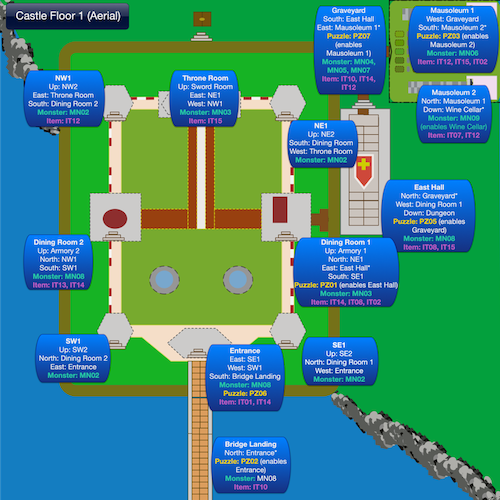 Castle Floor 1 (Aerial)
Graveyard
South: East Hall
East: Mausoleum 1*
Puzzle: PZ07
(enables
Mausoleum 1)
Monster: MN04,
MN05, MN07
Item: IT10, IT14,
IT12
Mausoleum 1
West: Graveyard
South: Mausoleum 2*
Puzzle: PZ03 (enables
Mausoleum 2)
Monster: MN06
Item: IT12, IT15, IT02
NW1
Up: NW2
East: Throne Room
South: Dining Room 2
Monster: MN02
Item: IT12
Throne Room
Up: Sword Room
East: NE1
West: NW1
Monster: MN03
Item: IT15
Mausoleum 2
North: Mausoleum 1
Down: Wine Cellar*
Monster: MN09
(enables Wine Cellar)
Item: IT07, IT12
NE1
Up: NE2
South: Dining Room
West: Throne Room
Monster: MN02
East Hall
North: Graveyard*
West: Dining Room 1
Down: Dungeon
Puzzle: PZ05 (enables
Graveyard)
Monster: MN08
Item: IT08, IT15
Dining Room 2
Up: Armory 2
North: NW1
South: SW1
Monster: MN08
Item: IT13, IT14
Dining Room 1
Up: Armory 1
North: NE1
East: East Hall*
South: SE1
Puzzle: PZ01 (enables East Hall)
Monster: MN03
Item: IT14, IT08, IT02
SW1
Up: SW2
North: Dining Room 2
East: Entrance
Monster: MN02
Entrance
East: SE1
West: SW1
South: Bridge Landing
Monster: MN08
Puzzle: PZ06
Item: IT01, IT14
SE1
Up: SE2
North: Dining Room 1
West: Entrance
Monster: MN02
Bridge Landing
North: Entrance*
Puzzle: PZ02 (enables
Entrance)
Monster: MN08
Item: IT10